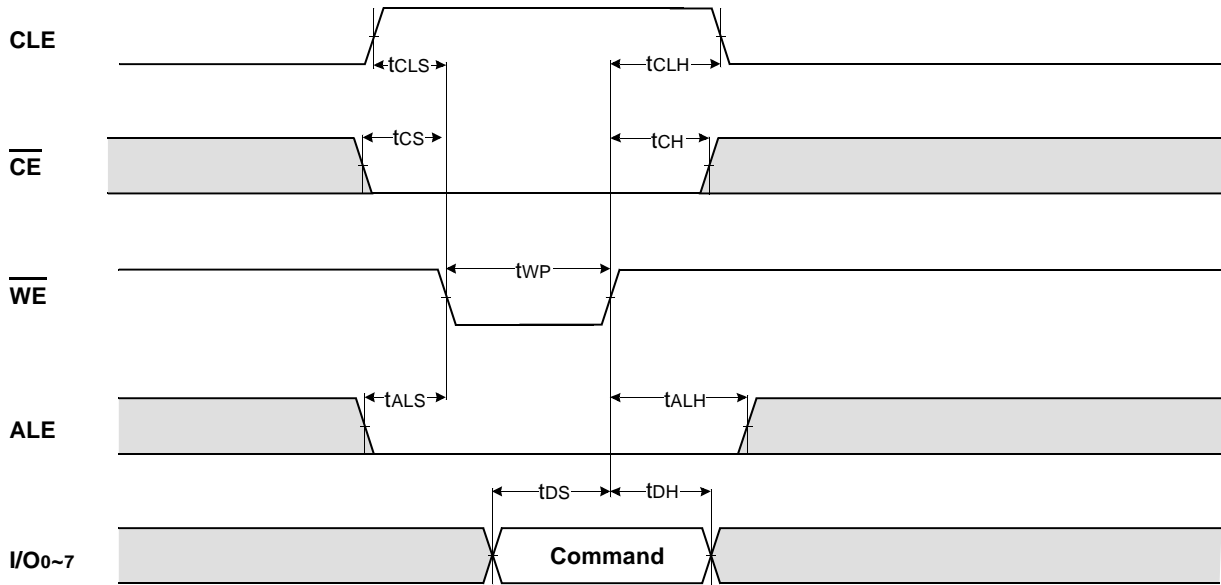 CLE
tCLS
tCLH
CE
tCS
tCH
WE
tWP
ALE
tALS
tALH
tDS
tDH
I/O0~7
Command